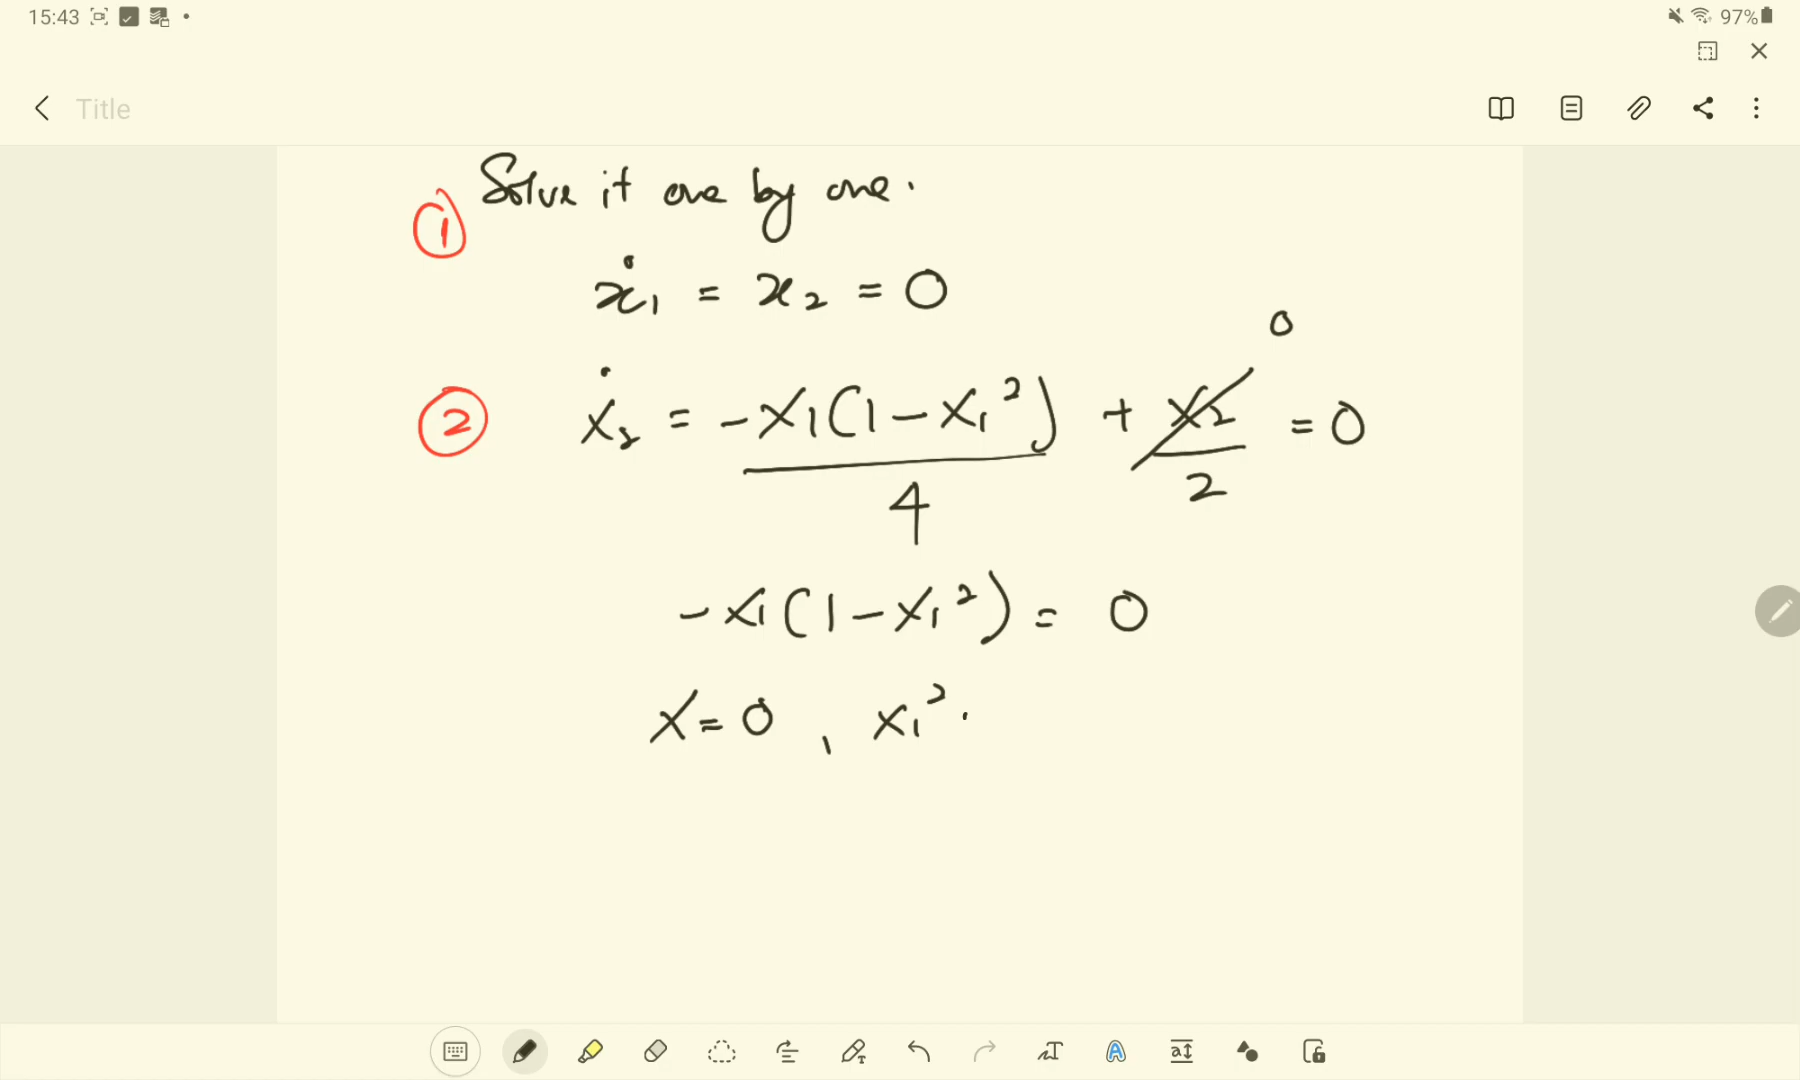 15:43 97%
Title
Solve it one by one.
①
ẋ₁ = x₂ = 0
② ẋ₂ = -x₁(1-x₁²)/4 + x₂/2 = 0
0
-x₁(1-x₁²) = 0
x=0, x₁²